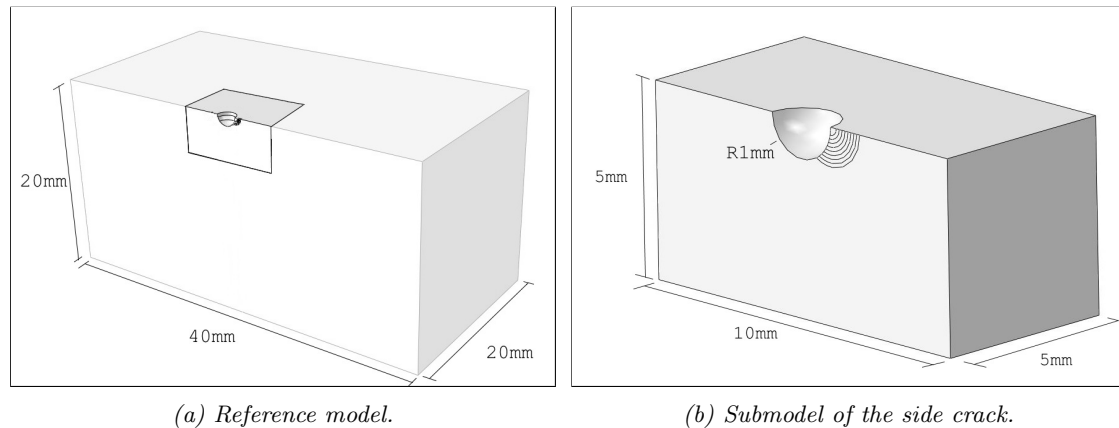 20mm
40mm
20mm
R1mm
5mm
10mm
5mm
(a) Reference model.
(b) Submodel of the side crack.